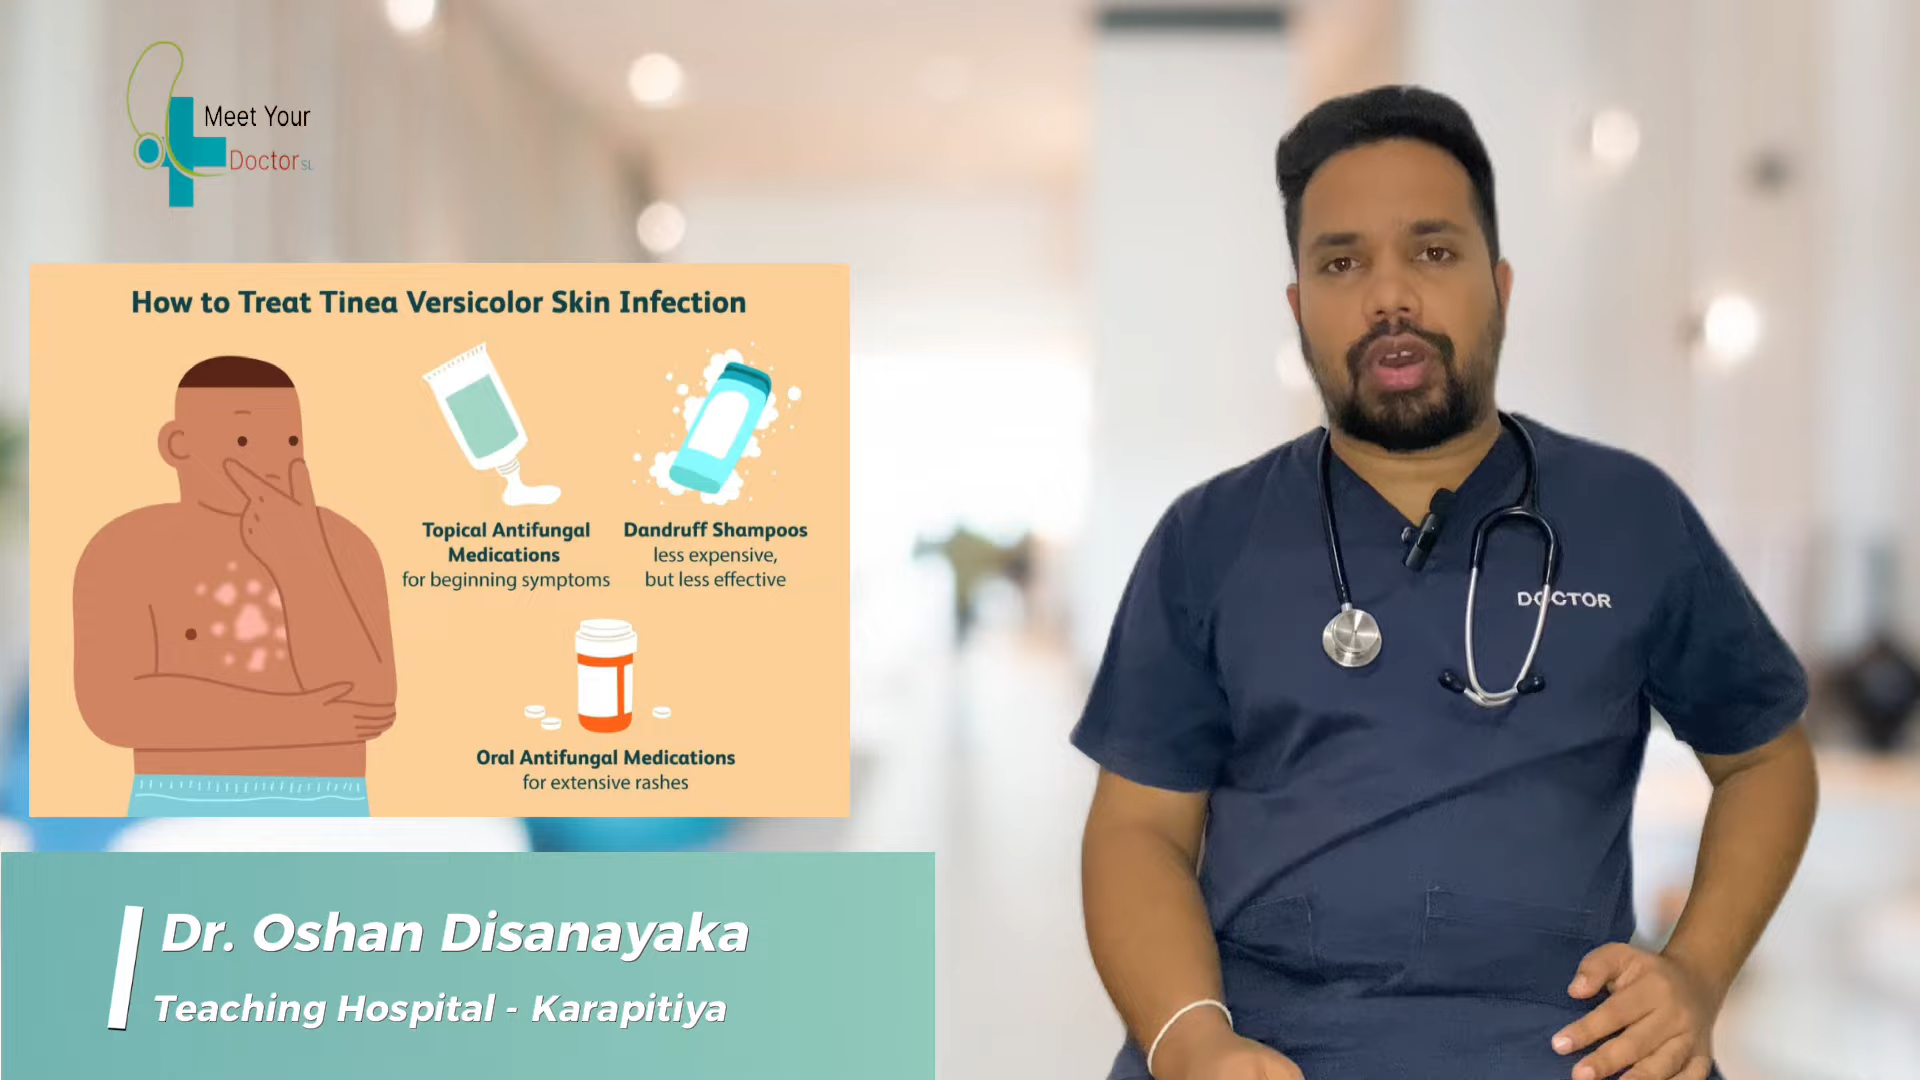 Meet Your
Doctor SL
How to Treat Tinea Versicolor Skin Infection
Topical Antifungal
Medications
for beginning symptoms
Dandruff Shampoos
less expensive,
but less effective
Oral Antifungal Medications
for extensive rashes
DOCTOR
Dr. Oshan Disanayaka
Teaching Hospital - Karapitiya